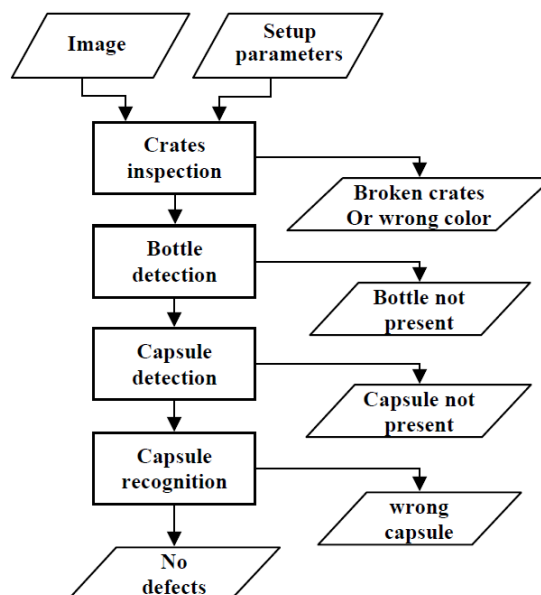 Image
Setup
parameters
Crates
inspection
Broken crates
Or wrong color
Bottle
detection
Bottle not
present
Capsule
detection
Capsule not
present
Capsule
recognition
wrong
capsule
No
defects